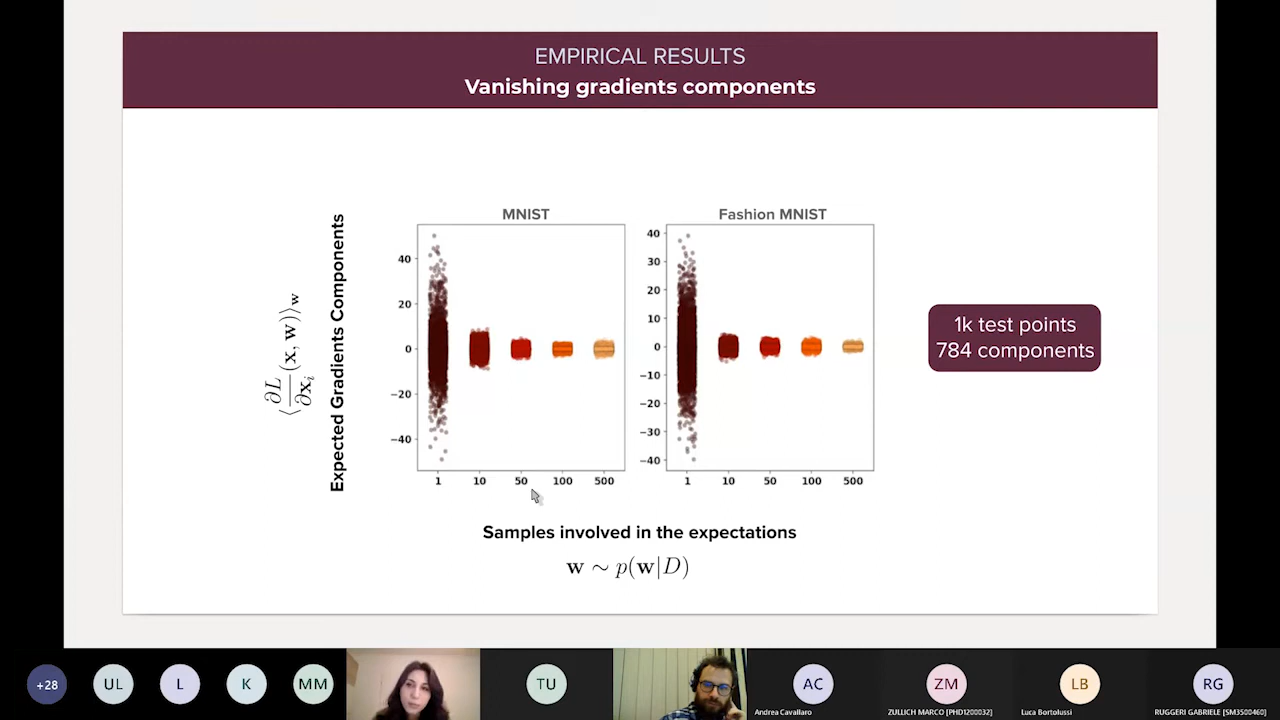 EMPIRICAL RESULTS
Vanishing gradients components
MNIST
Fashion MNIST
40
20
0
−20
−40
40
30
20
10
0
−10
−20
−30
−40
1 10 50 100 500
1 10 50 100 500
Expected Gradients Components
⟨∂L/∂x_i (x, w)⟩_w
1k test points
784 components
Samples involved in the expectations
w ∼ p(w|D)
+28
UL
L
K
MM
TU
AC
Andrea Cavallaro
ZM
ZULLICH MARCO [PHD1200032]
LB
Luca Bortolussi
RG
RUGGERI GABRIELE [SM3500460]